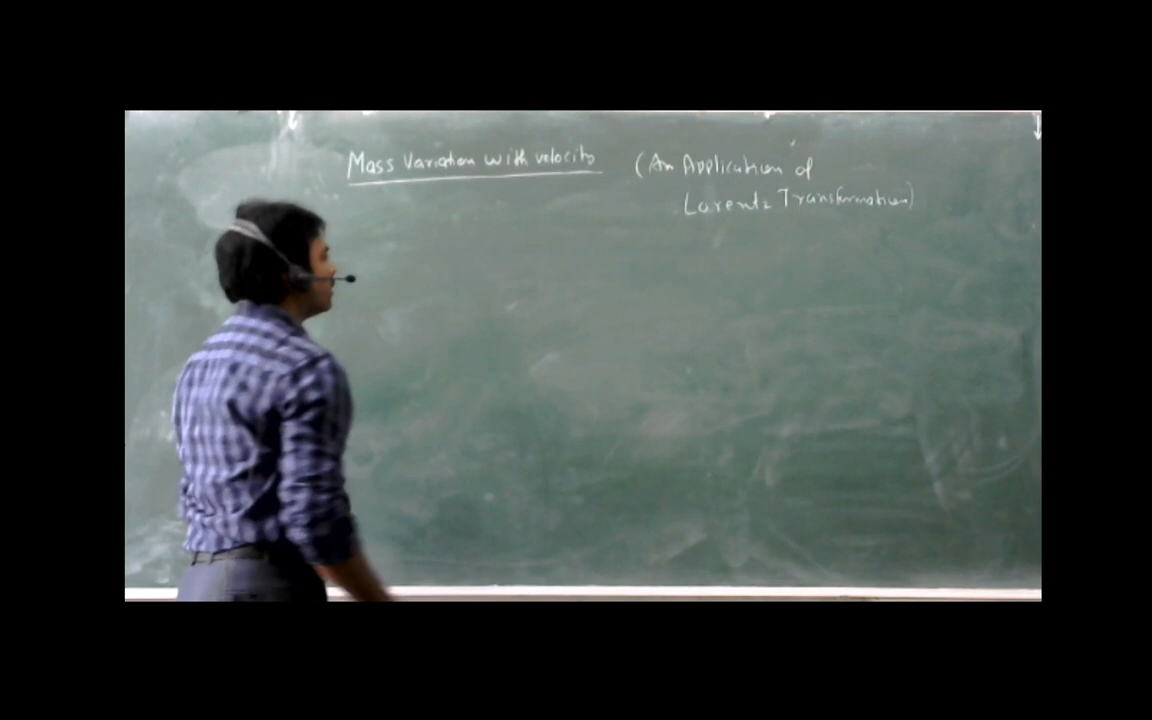 Mass Variation with velocity (An Application of
Lorentz Transformation)